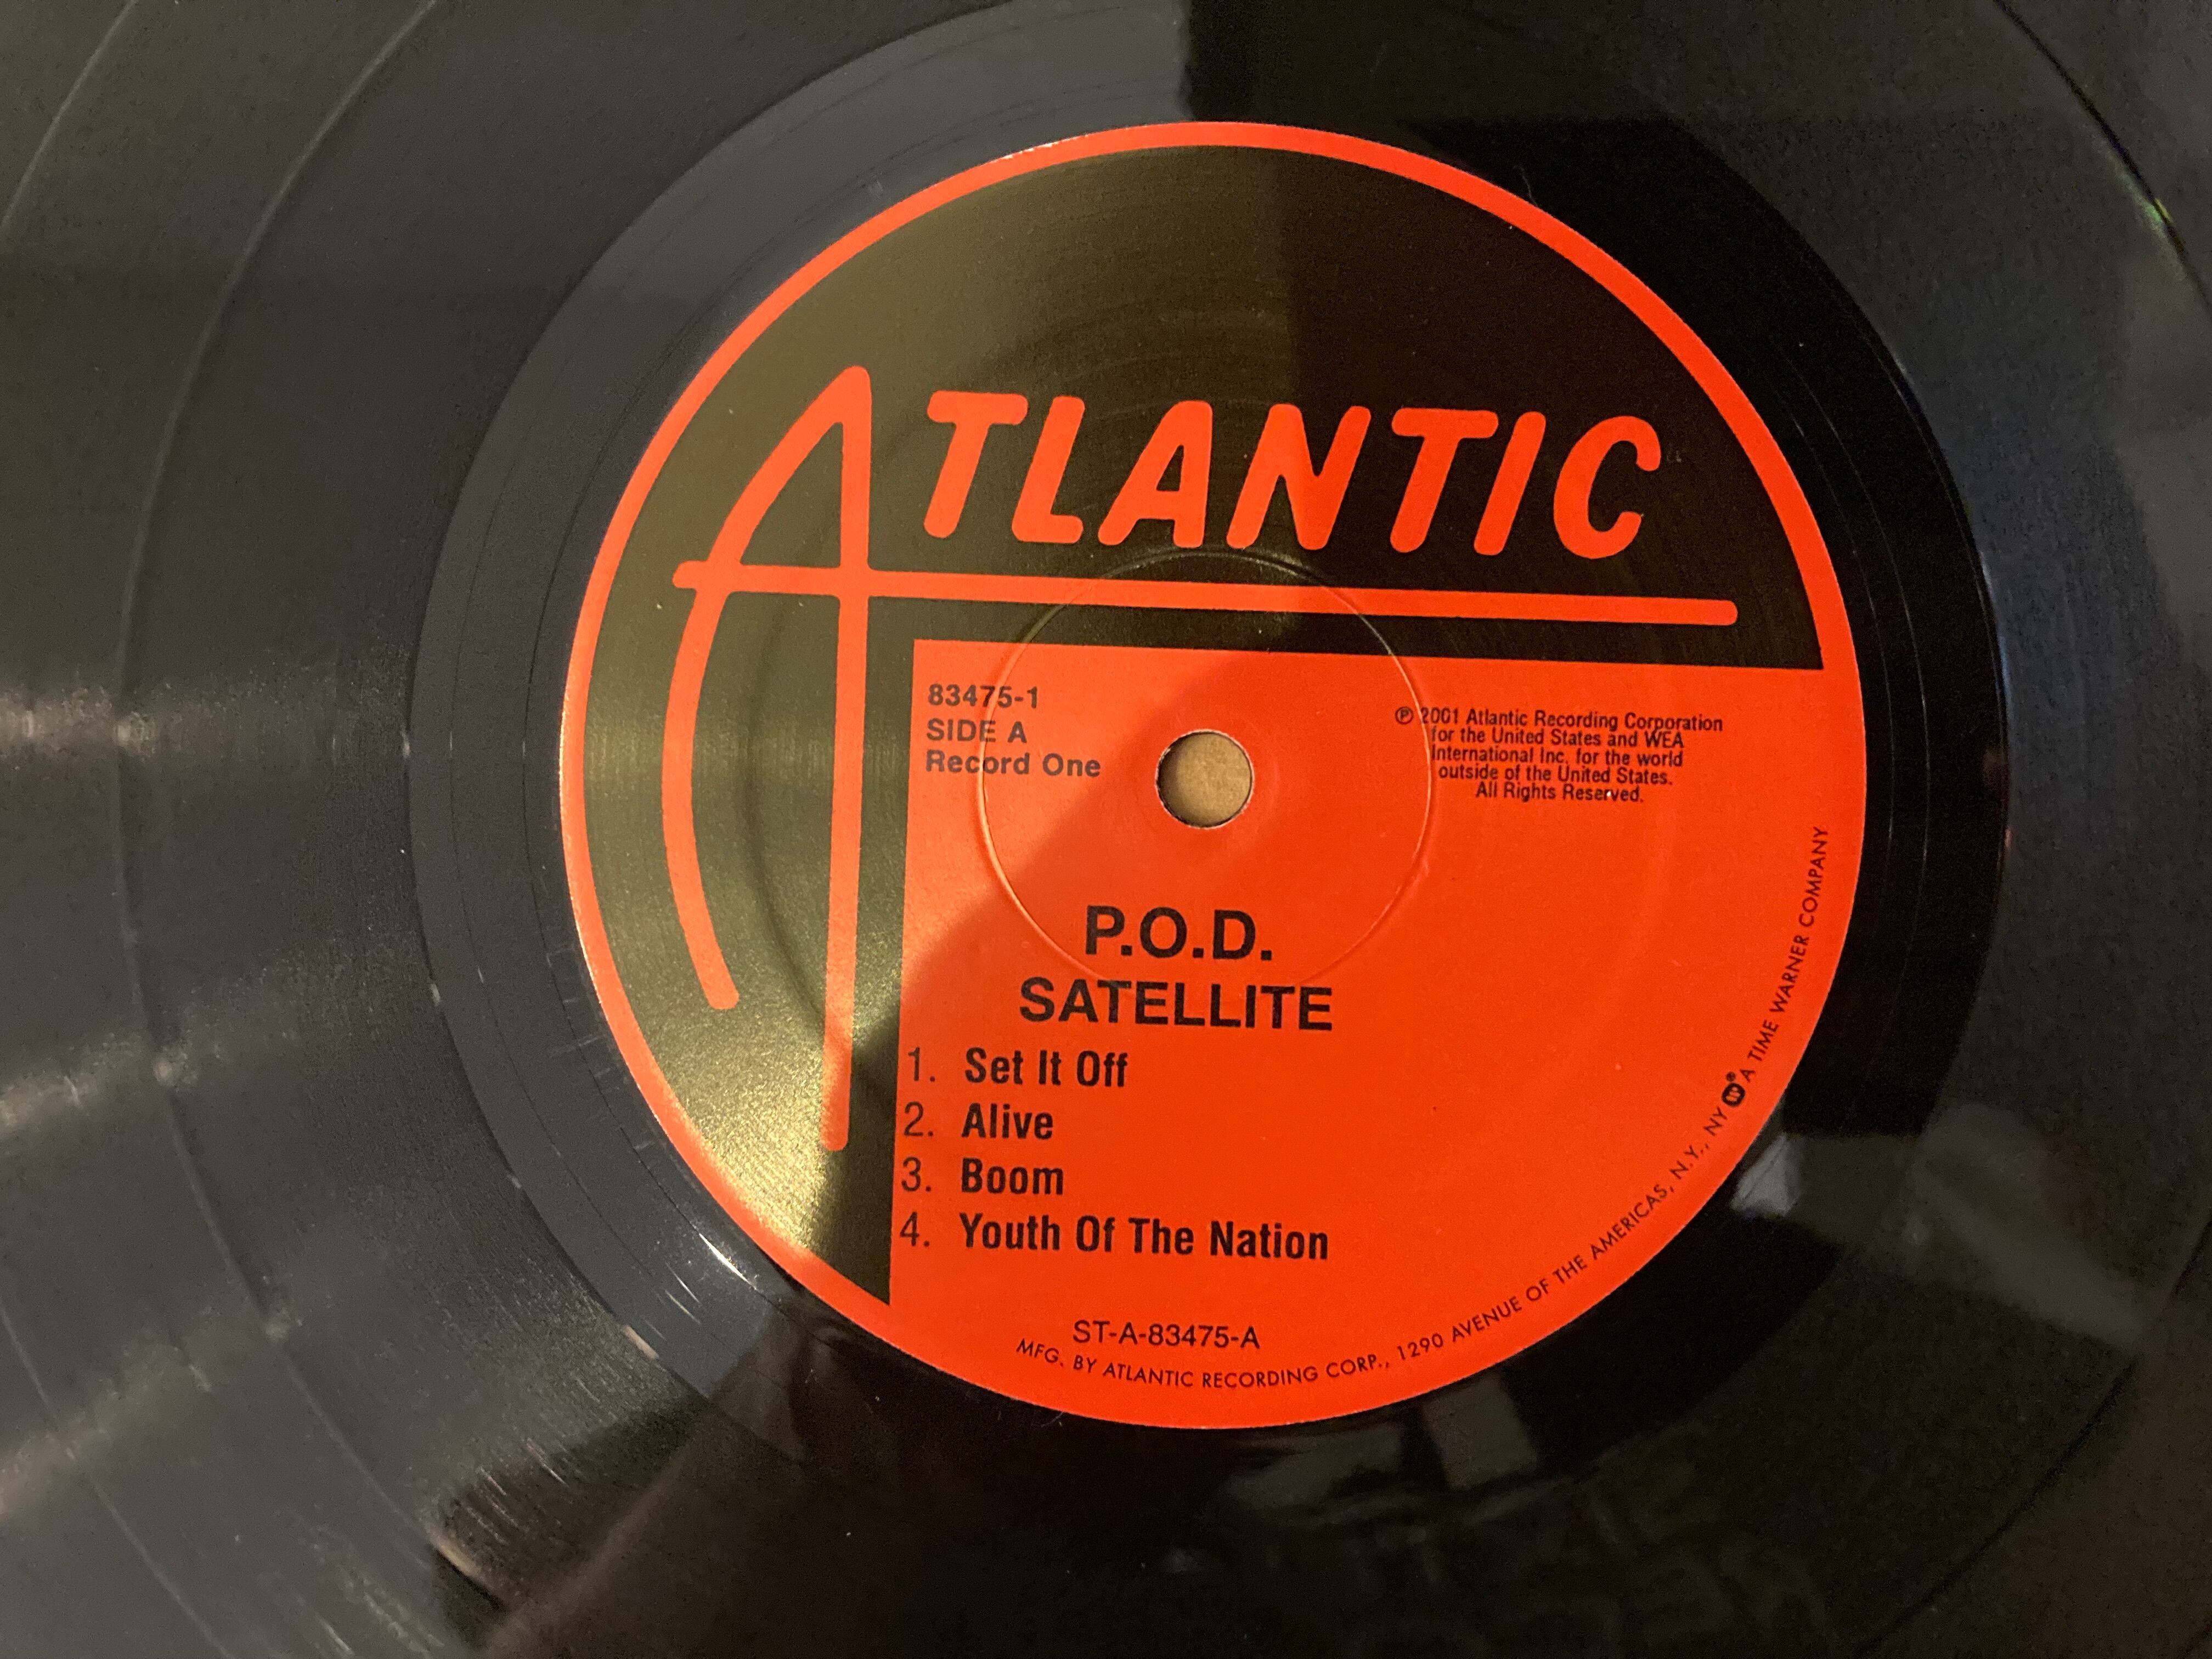 ATLANTIC
83475-1
SIDE A
Record One
℗ 2001 Atlantic Recording Corporation
for the United States and WEA
International Inc. for the world
outside of the United States.
All Rights Reserved.
P.O.D.
SATELLITE
1. Set It Off
2. Alive
3. Boom
4. Youth Of The Nation
ST-A-83475-A
MFG. BY ATLANTIC RECORDING CORP., 1290 AVENUE OF THE AMERICAS, N.Y., NY ® A TIME WARNER COMPANY